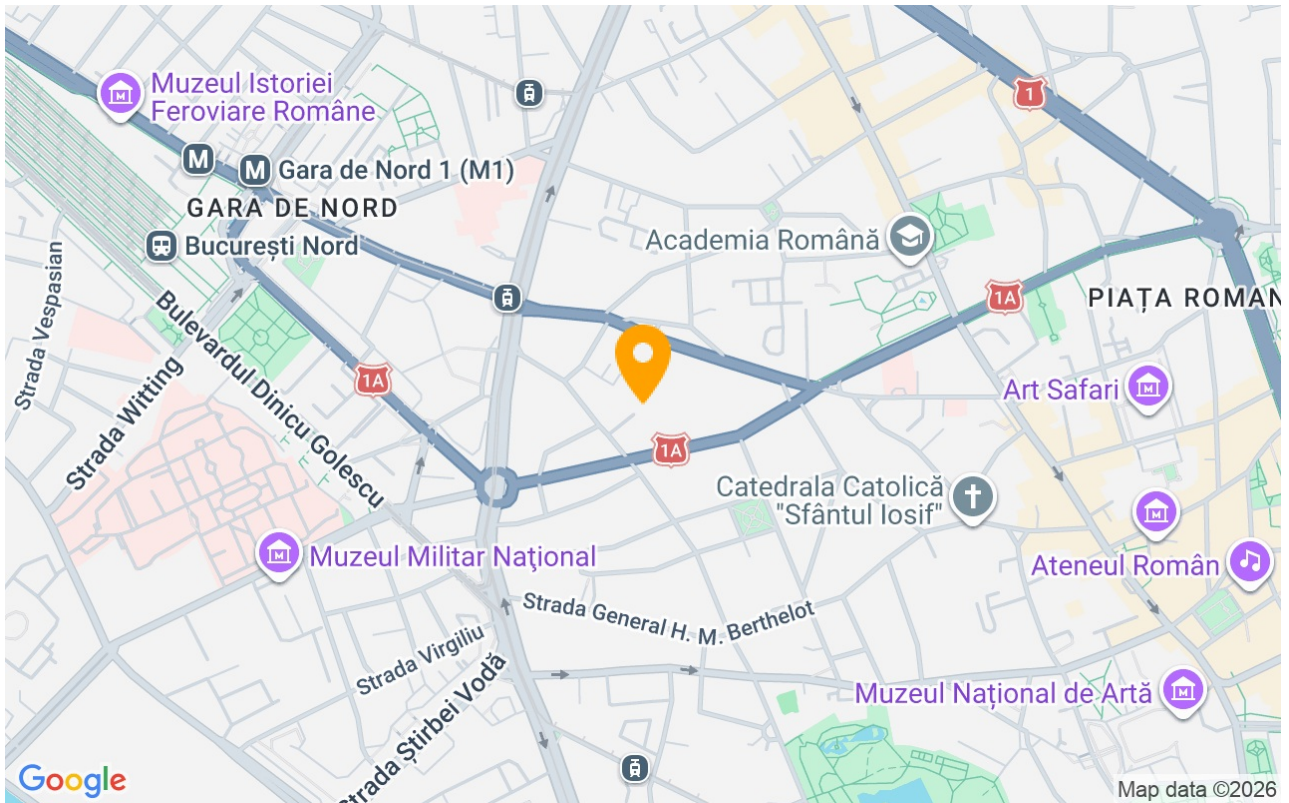 Muzeul Istoriei
Feroviare Române
1
M
M
Gara de Nord 1 (M1)
GARA DE NORD
București Nord
Academia Română
1A
PIAȚA ROMAN
Strada Vespasian
Bulevardul Dinicu Golescu
Strada Witting
1A
Art Safari
1A
Catedrala Catolică
"Sfântul Iosif"
Muzeul Militar Naţional
Ateneul Român
Strada General H. M. Berthelot
Strada Virgiliu
Strada Știrbei Vodă
Muzeul Național de Artă
Google
Map data ©2026